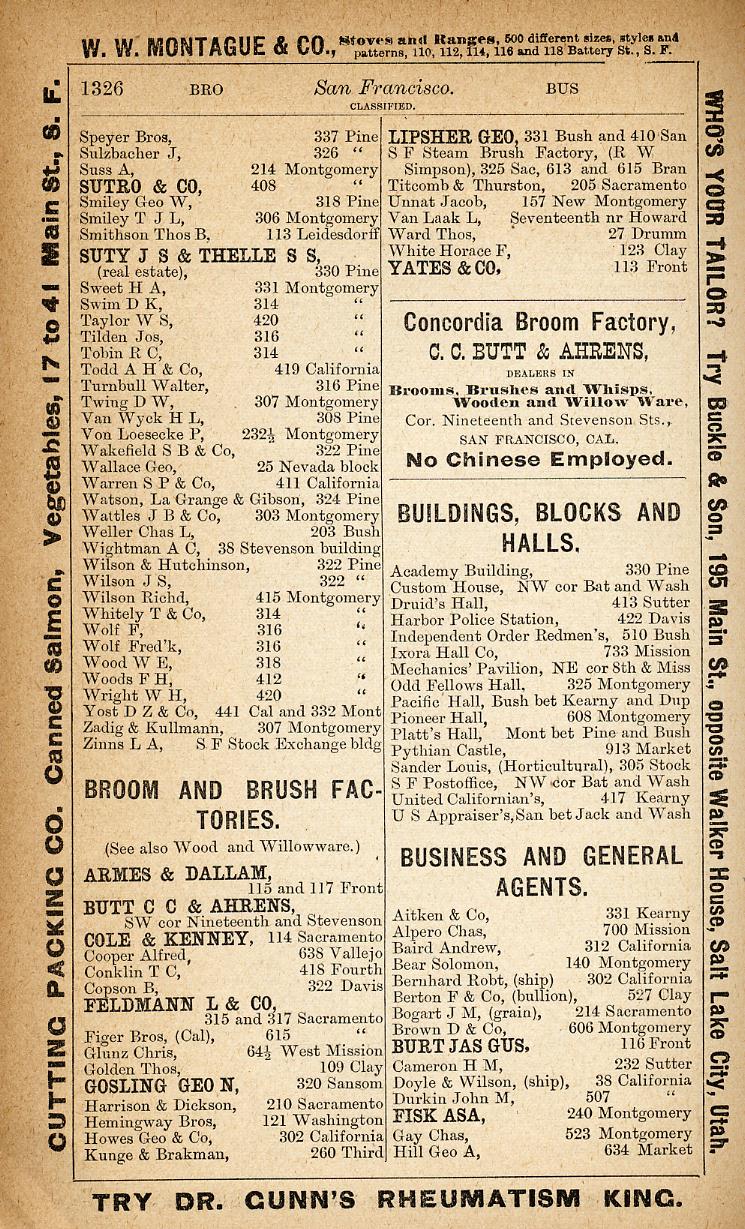 W. W. MONTAGUE & CO., Stoves and Ranges, 500 different sizes, styles and
patterns, 110, 112, 114, 116 and 118 Battery St., S. F.
CUTTING PACKING CO. Canned Salmon, Vegetables, 17 to 41 Main St., S. F.
1326 BRO San Francisco. BUS
CLASSIFIED.
Speyer Bros, 337 Pine
Sulzbacher J, 326 “
Suss A, 214 Montgomery
SUTRO & CO, 408 “
Smiley Geo W, 318 Pine
Smiley T J L, 306 Montgomery
Smithson Thos B, 113 Leidesdorff
SUTY J S & THELLE S S,
(real estate), 330 Pine
Sweet H A, 331 Montgomery
Swim D K, 314 “
Taylor W S, 420 “
Tilden Jos, 316 “
Tobin R C, 314 “
Todd A H & Co, 419 California
Turnbull Walter, 316 Pine
Twing D W, 307 Montgomery
Van Wyck H L, 308 Pine
Von Loesecke P, 232½ Montgomery
Wakefield S B & Co, 322 Pine
Wallace Geo, 25 Nevada block
Warren S P & Co, 411 California
Watson, La Grange & Gibson, 324 Pine
Wattles J B & Co, 303 Montgomery
Weller Chas L, 203 Bush
Wightman A C, 38 Stevenson building
Wilson & Hutchinson, 322 Pine
Wilson J S, 322 “
Wilson Richd, 415 Montgomery
Whitely T & Co, 314 “
Wolf F, 316 “
Wolf Fred'k, 316 “
Wood W E, 318 “
Woods F H, 412 “
Wright W H, 420 “
Yost D Z & Co, 441 Cal and 332 Mont
Zadig & Kullmann, 307 Montgomery
Zinns L A, S F Stock Exchange bldg
BROOM AND BRUSH FAC-
TORIES.
(See also Wood and Willowware.)
ARMES & DALLAM,
115 and 117 Front
BUTT C C & AHRENS,
SW cor Nineteenth and Stevenson
COLE & KENNEY, 114 Sacramento
Cooper Alfred, 638 Vallejo
Conklin T C, 418 Fourth
Copson B, 322 Davis
FELDMANN L & CO,
315 and 317 Sacramento
Figer Bros, (Cal), 615 “
Glunz Chris, 64½ West Mission
Golden Thos, 109 Clay
GOSLING GEO N, 320 Sansom
Harrison & Dickson, 210 Sacramento
Hemingway Bros, 121 Washington
Howes Geo & Co, 302 California
Kunge & Brakman, 260 Third
LIPSHER GEO, 331 Bush and 410 San
S F Steam Brush Factory, (R W
Simpson), 325 Sac, 613 and 615 Bran
Titcomb & Thurston, 205 Sacramento
Unnat Jacob, 157 New Montgomery
Van Laak L, Seventeenth nr Howard
Ward Thos, 27 Drumm
White Horace F, 123 Clay
YATES & CO, 113 Front
Concordia Broom Factory,
C. C. BUTT & AHRENS,
DEALERS IN
Brooms, Brushes and Whisps,
Wooden and Willow Ware,
Cor. Nineteenth and Stevenson Sts.,
SAN FRANCISCO, CAL.
No Chinese Employed.
BUILDINGS, BLOCKS AND
HALLS.
Academy Building, 330 Pine
Custom House, NW cor Bat and Wash
Druid's Hall, 413 Sutter
Harbor Police Station, 422 Davis
Independent Order Redmen's, 510 Bush
Ixora Hall Co, 733 Mission
Mechanics' Pavilion, NE cor 8th & Miss
Odd Fellows Hall, 325 Montgomery
Pacific Hall, Bush bet Kearny and Dup
Pioneer Hall, 608 Montgomery
Platt's Hall, Mont bet Pine and Bush
Pythian Castle, 913 Market
Sander Louis, (Horticultural), 305 Stock
S F Postoffice, NW cor Bat and Wash
United Californian's, 417 Kearny
U S Appraiser's, San bet Jack and Wash
BUSINESS AND GENERAL
AGENTS.
Aitken & Co, 331 Kearny
Alpero Chas, 700 Mission
Baird Andrew, 312 California
Bear Solomon, 140 Montgomery
Bernhard Robt, (ship) 302 California
Berton F & Co, (bullion), 527 Clay
Bogart J M, (grain), 214 Sacramento
Brown D & Co, 606 Montgomery
BURT JAS GUS, 116 Front
Cameron H M, 232 Sutter
Doyle & Wilson, (ship), 38 California
Durkin John M, 507 “
FISK ASA, 240 Montgomery
Gay Chas, 523 Montgomery
Hill Geo A, 634 Market
WHO'S YOUR TAILOR? Try Buckle & Son, 195 Main St., opposite Walker House, Salt Lake City, Utah.
TRY DR. GUNN'S RHEUMATISM KING.